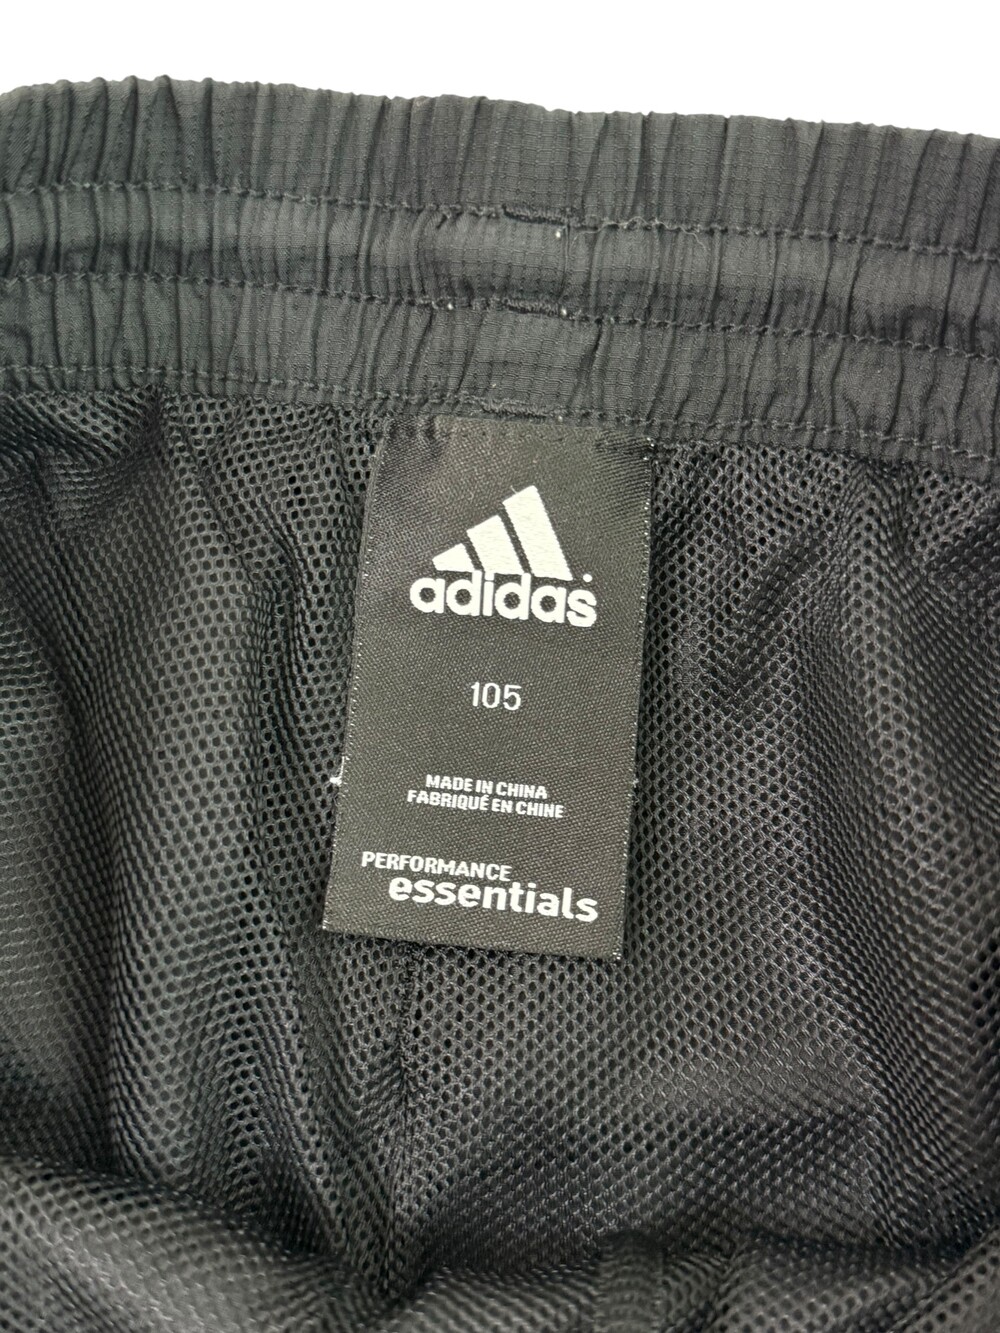 adidas
105
MADE IN CHINA
FABRIQUÉ EN CHINE
PERFORMANCE
essentials